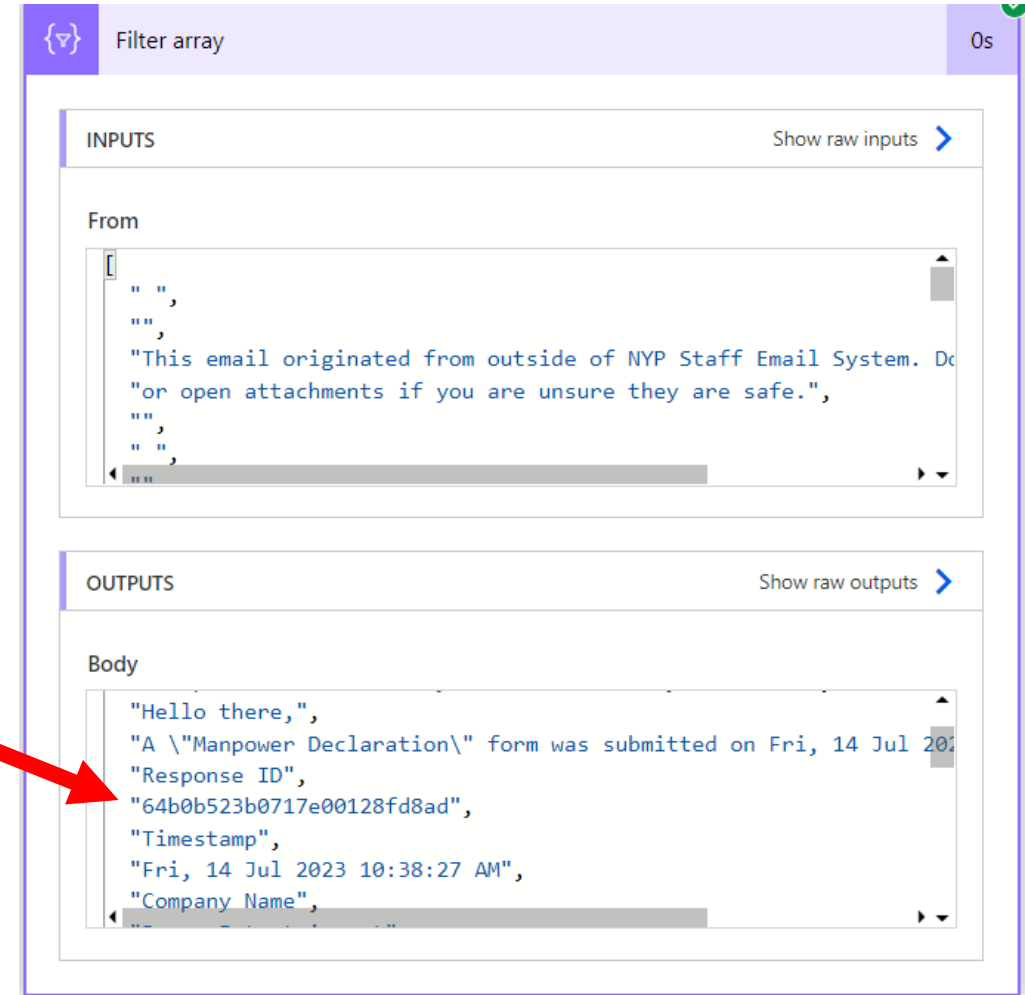 Filter array
0s
INPUTS
Show raw inputs
From
[
" ",
"",
"This email originated from outside of NYP Staff Email System. Do
"or open attachments if you are unsure they are safe.",
"",
" ",
""
OUTPUTS
Show raw outputs
Body
"Hello there,",
"A \"Manpower Declaration\" form was submitted on Fri, 14 Jul 202
"Response ID",
"64b0b523b0717e00128fd8ad",
"Timestamp",
"Fri, 14 Jul 2023 10:38:27 AM",
"Company Name",